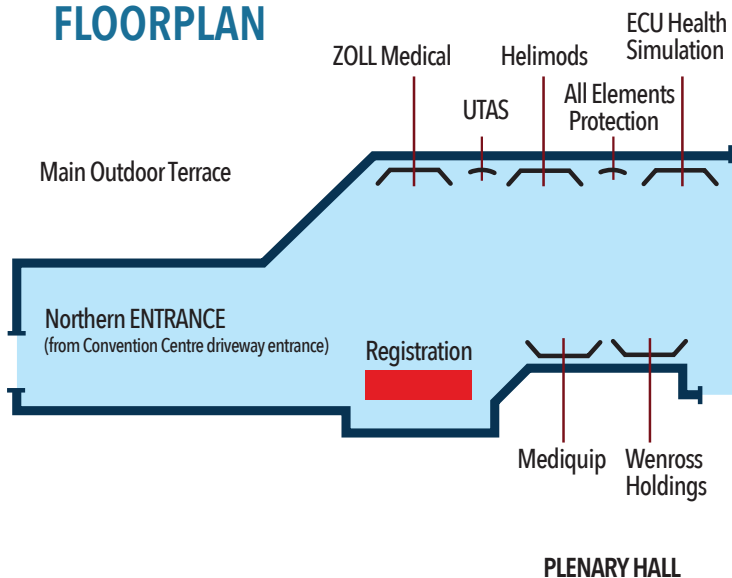 FLOORPLAN
ZOLL Medical
Helimods
ECU Health
Simulation
UTAS
All Elements
Protection
Main Outdoor Terrace
Northern ENTRANCE
(from Convention Centre driveway entrance)
Registration
Mediquip
Wenross
Holdings
PLENARY HALL